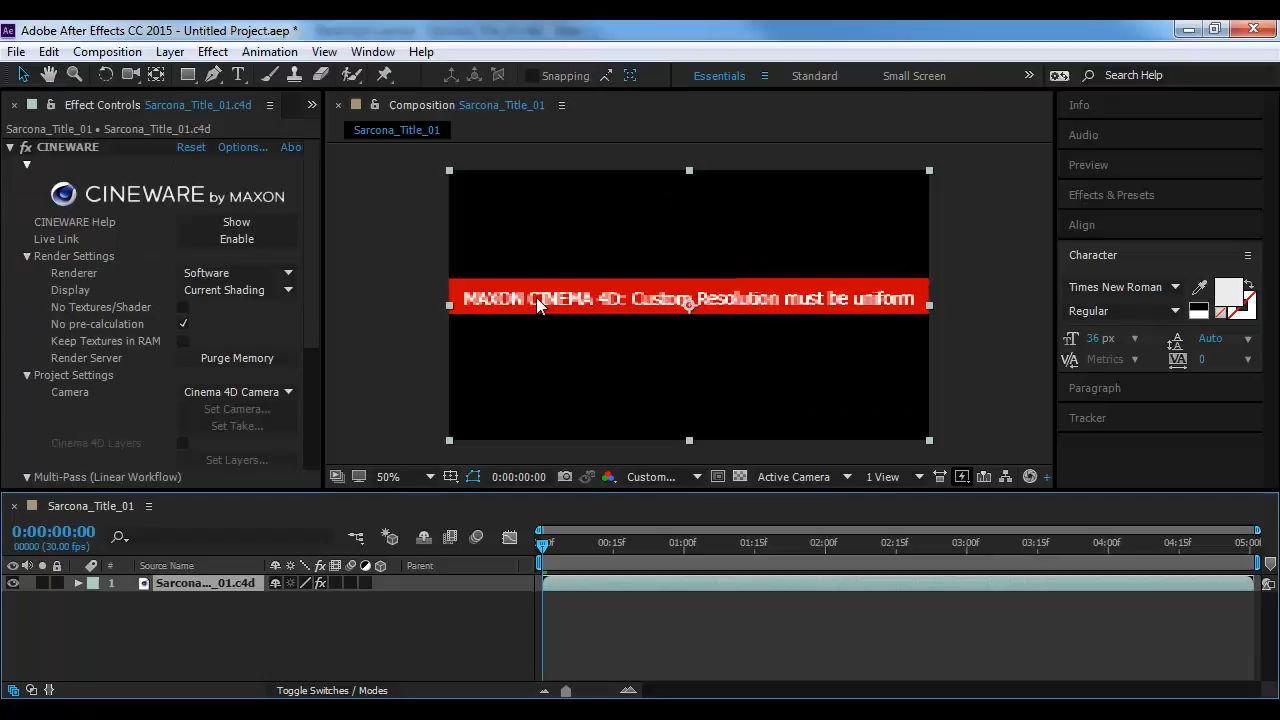 Adobe After Effects CC 2015 - Untitled Project.aep *
File Edit Composition Layer Effect Animation View Window Help
Snapping Essentials Standard Small Screen Search Help
Effect Controls Sarcona_Title_01.c4d
Composition Sarcona_Title_01
Info
Sarcona_Title_01 • Sarcona_Title_01.c4d
Sarcona_Title_01
Audio
fx CINEWARE Reset Options... Abo
Preview
CINEWARE by MAXON
Effects & Presets
CINEWARE Help Show
Align
Live Link Enable
Render Settings
Character
Renderer Software
Display Current Shading
Times New Roman
No Textures/Shader
Regular
MAXON CINEMA 4D: Custom Resolution must be uniform
No pre-calculation
36 px Auto
Keep Textures in RAM
Metrics 0
Render Server Purge Memory
Project Settings
Paragraph
Camera Cinema 4D Camera
Set Camera...
Tracker
Set Take...
Cinema 4D Layers
Set Layers...
Multi-Pass (Linear Workflow)
50% 0:00:00:00 Custom... Active Camera 1 View
Sarcona_Title_01
0:00:00:00
00000 (30.00 fps)
00:15f 01:00f 01:15f 02:00f 02:15f 03:00f 03:15f 04:00f 04:15f 05:00f
# Source Name Parent
1 Sarcona..._01.c4d
Toggle Switches / Modes